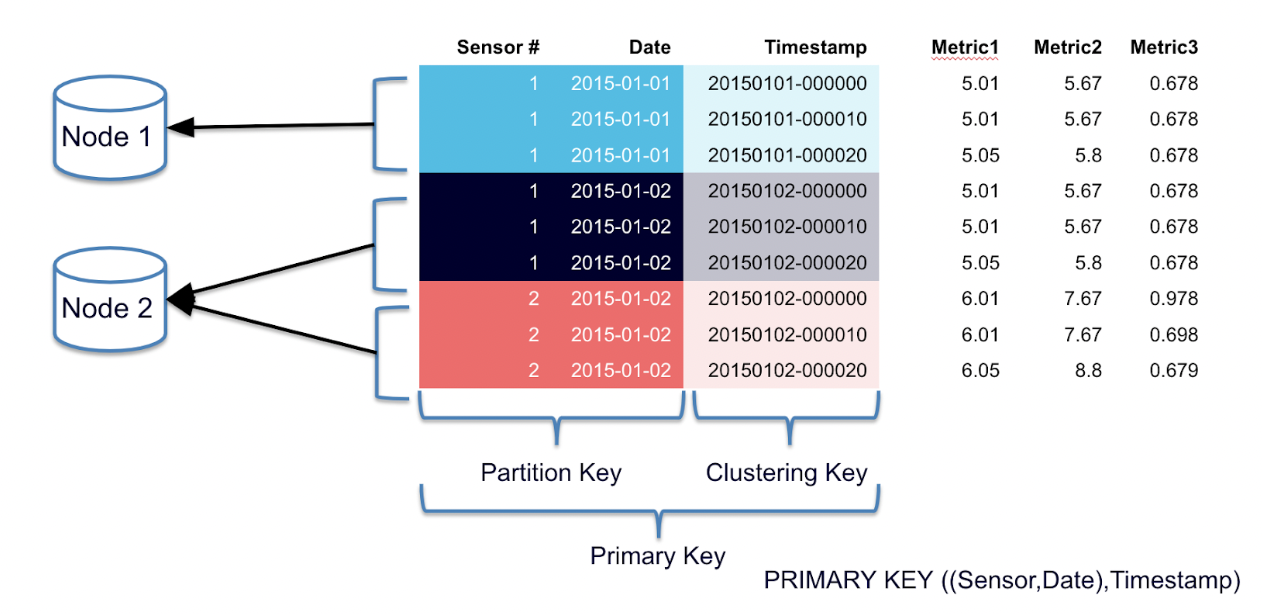 Sensor # Date Timestamp Metric1 Metric2 Metric3
1 2015-01-01 20150101-000000 5.01 5.67 0.678
1 2015-01-01 20150101-000010 5.01 5.67 0.678
1 2015-01-01 20150101-000020 5.05 5.8 0.678
1 2015-01-02 20150102-000000 5.01 5.67 0.678
1 2015-01-02 20150102-000010 5.01 5.67 0.678
1 2015-01-02 20150102-000020 5.05 5.8 0.678
2 2015-01-02 20150102-000000 6.01 7.67 0.978
2 2015-01-02 20150102-000010 6.01 7.67 0.698
2 2015-01-02 20150102-000020 6.05 8.8 0.679
Node 1
Node 2
Partition Key
Clustering Key
Primary Key
PRIMARY KEY ((Sensor,Date),Timestamp)